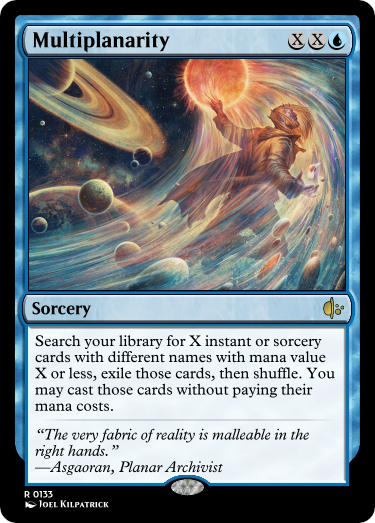 Multiplanarity X X
Sorcery
Search your library for X instant or sorcery
cards with different names with mana value
X or less, exile those cards, then shuffle. You
may cast those cards without paying their
mana costs.
"The very fabric of reality is malleable in the
right hands."
—Asgaoran, Planar Archivist
R 0133
Joel Kilpatrick